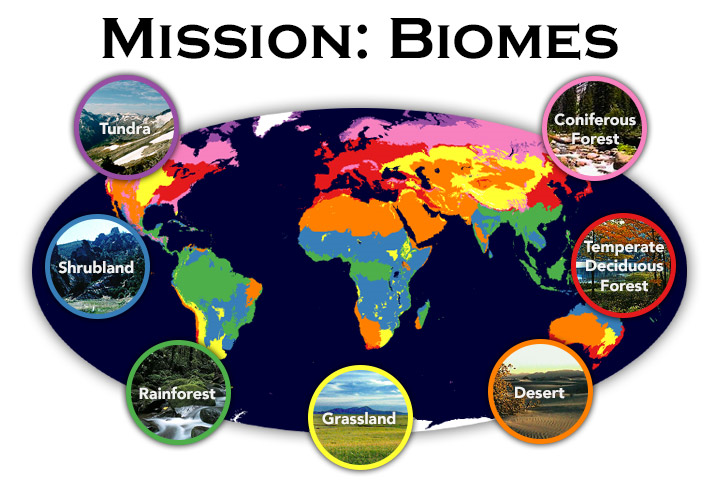 Mission: Biomes
Tundra
Coniferous
Forest
Shrubland
Temperate
Deciduous
Forest
Rainforest
Grassland
Desert